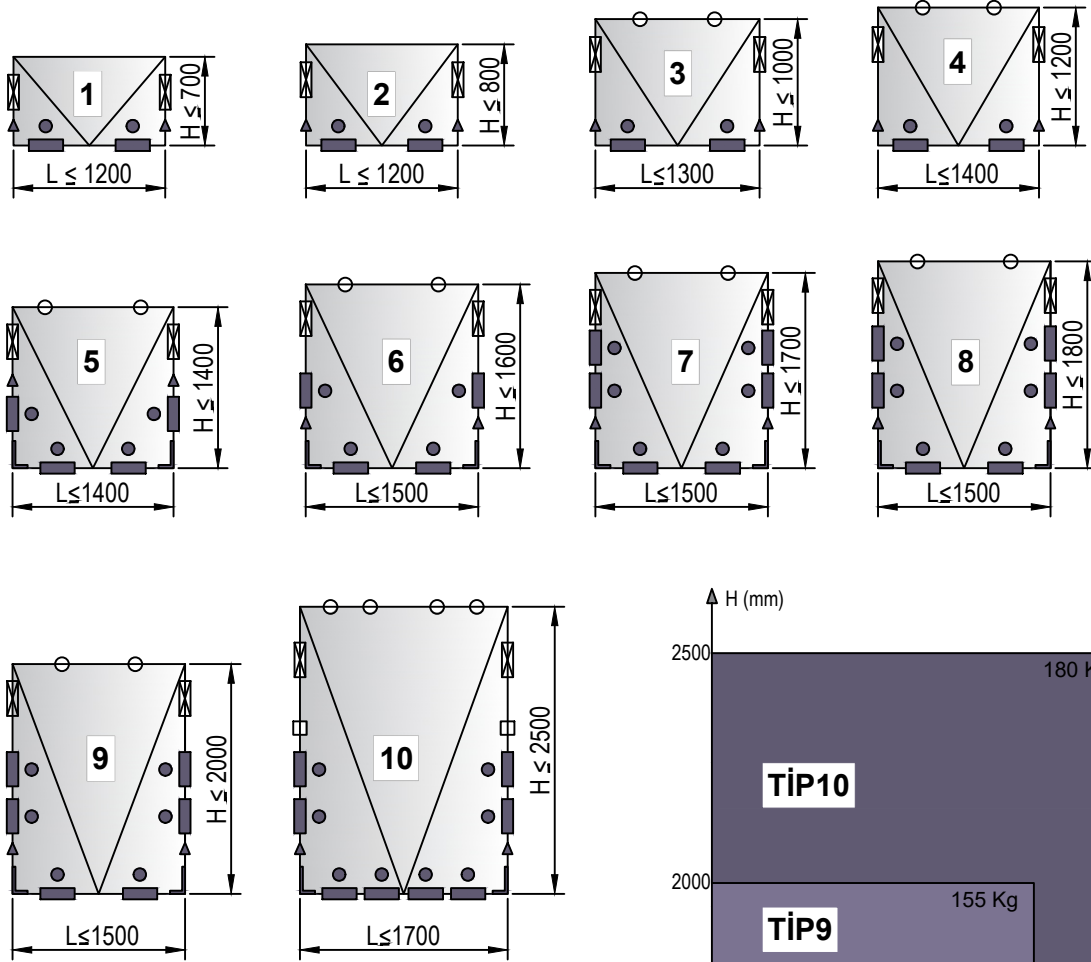 1
H ≤ 700
L ≤ 1200
2
H ≤ 800
L ≤ 1200
3
H ≤ 1000
L≤1300
4
H ≤ 1200
L≤1400
5
H ≤ 1400
L≤1400
6
H ≤ 1600
L≤1500
7
H ≤ 1700
L≤1500
8
H ≤ 1800
L≤1500
9
H ≤ 2000
L≤1500
10
H ≤ 2500
L≤1700
H (mm)
2500
180 K
TİP10
2000
155 Kg
TİP9